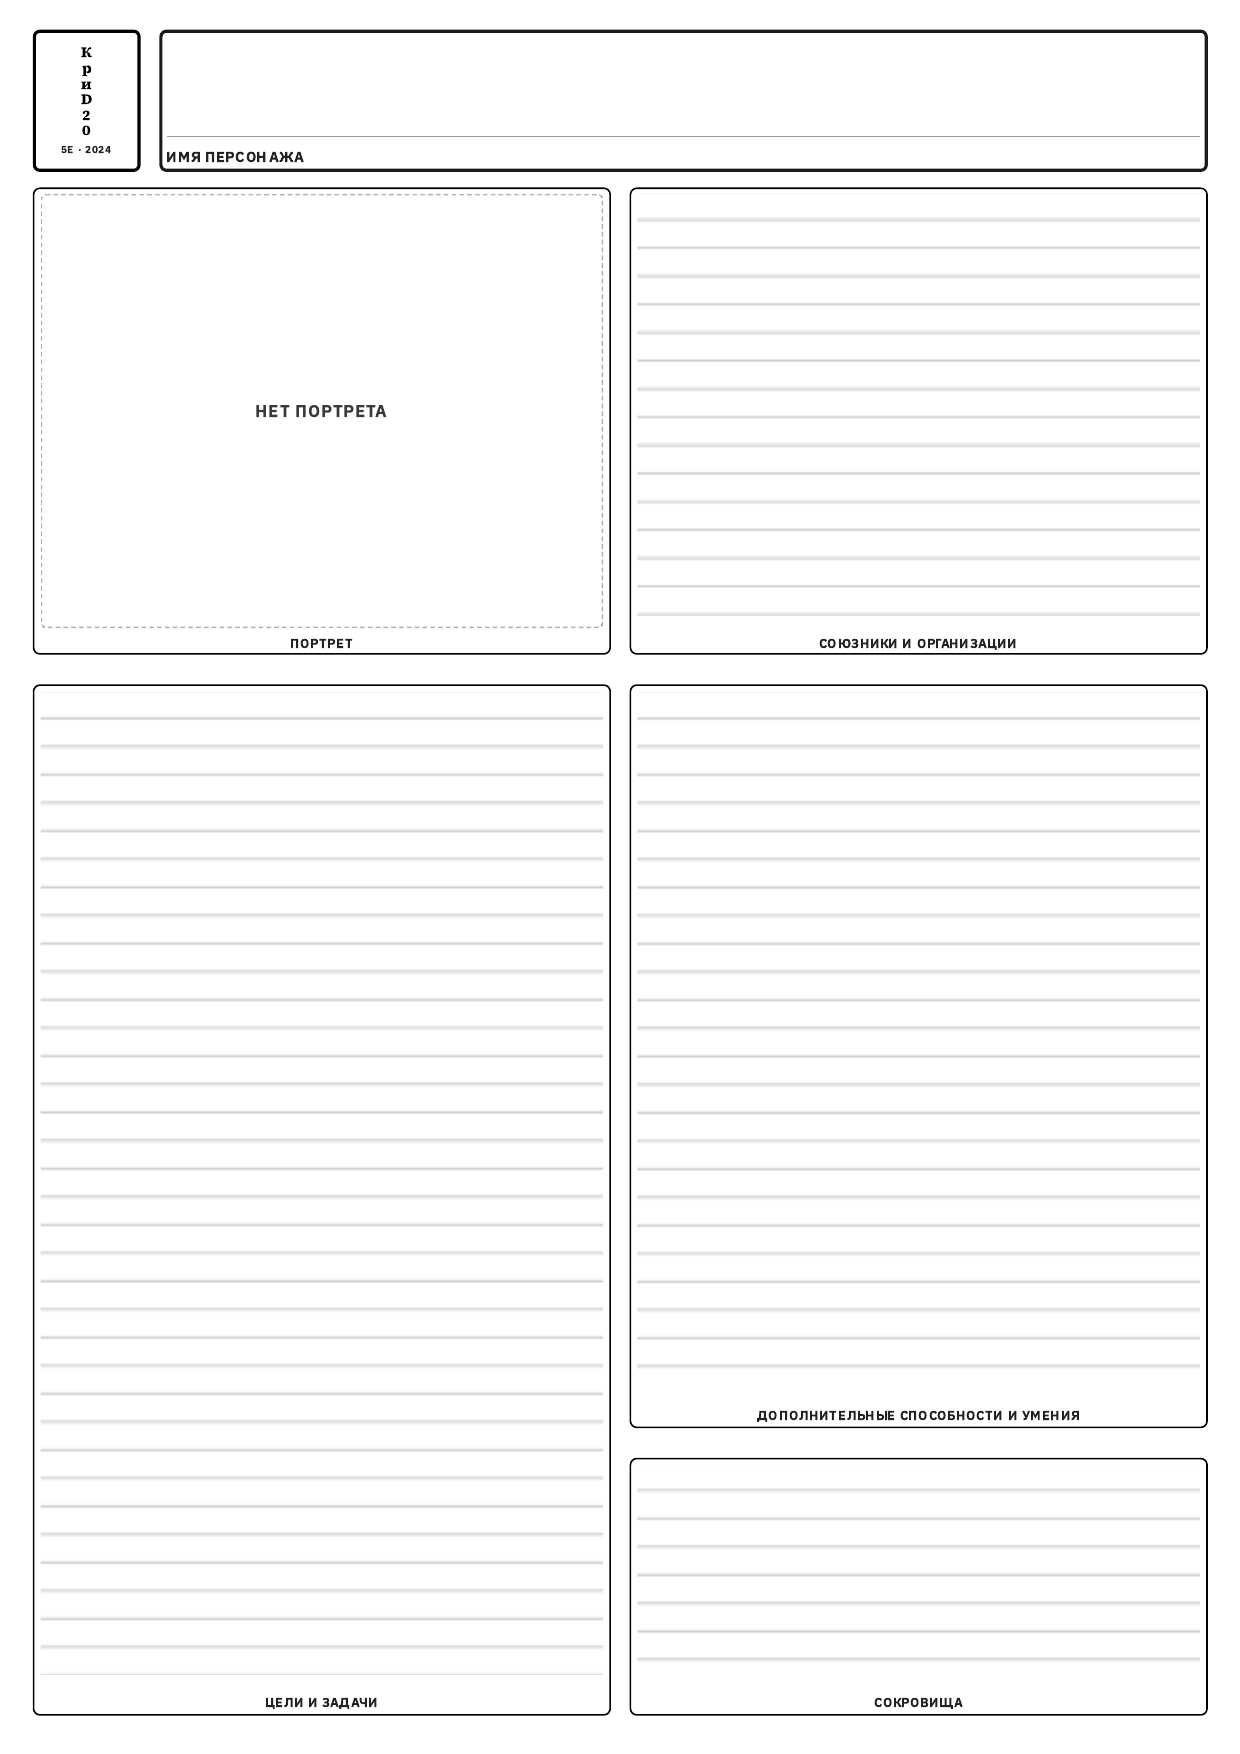 К
р
и
D
2
0
5E · 2024
ИМЯ ПЕРСОНАЖА
НЕТ ПОРТРЕТА
ПОРТРЕТ
СОЮЗНИКИ И ОРГАНИЗАЦИИ
ДОПОЛНИТЕЛЬНЫЕ СПОСОБНОСТИ И УМЕНИЯ
ЦЕЛИ И ЗАДАЧИ
СОКРОВИЩА